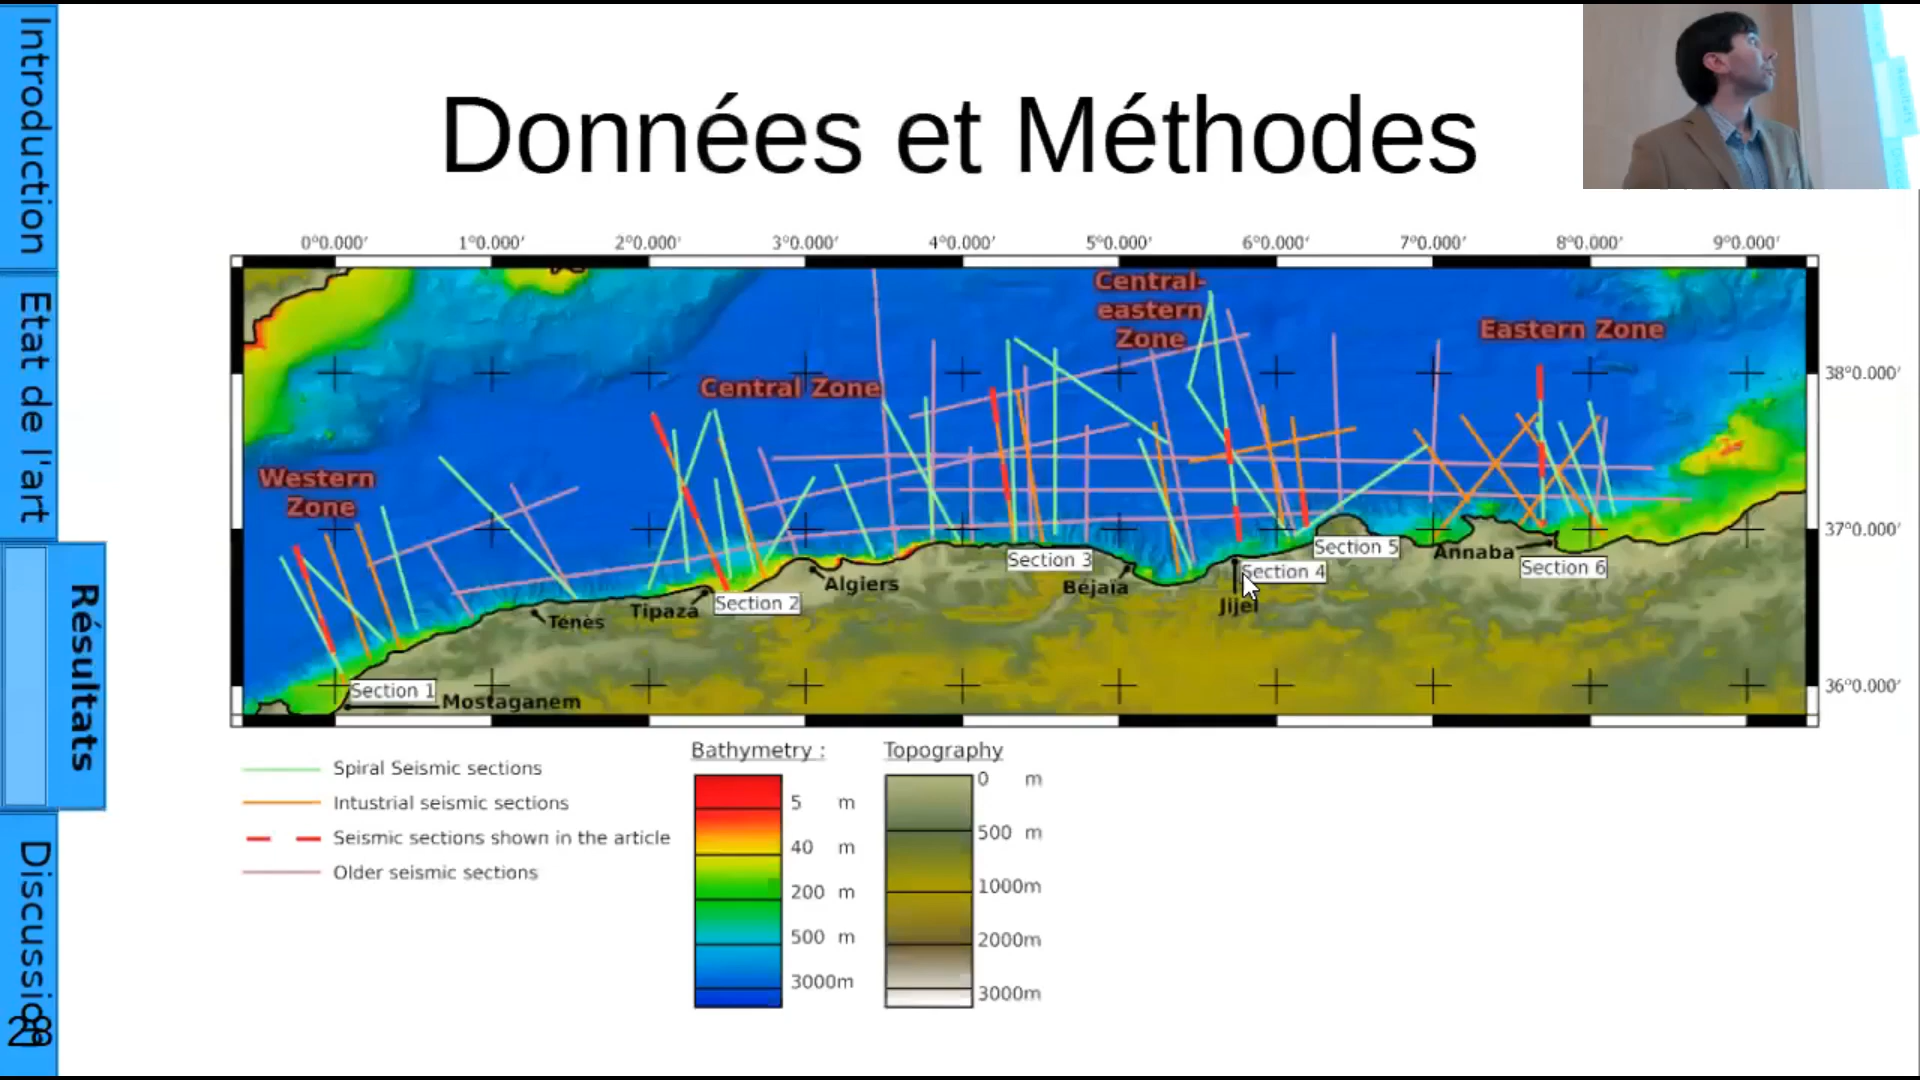 Introduction
Etat de l'art
Résultats
Discussion
28
Données et Méthodes
0°0.000′ 1°0.000′ 2°0.000′ 3°0.000′ 4°0.000′ 5°0.000′ 6°0.000′ 7°0.000′ 8°0.000′ 9°0.000′
Central-
eastern
Zone
Eastern Zone
Central Zone
Western
Zone
38°0.000′
37°0.000′
36°0.000′
Section 1
Mostaganem
Ténès
Tipaza
Section 2
Algiers
Section 3
Béjaïa
Section 4
Jijel
Section 5
Annaba
Section 6
Spiral Seismic sections
Intustrial seismic sections
Seismic sections shown in the article
Older seismic sections
Bathymetry :
5 m
40 m
200 m
500 m
3000m
Topography
0 m
500 m
1000m
2000m
3000m